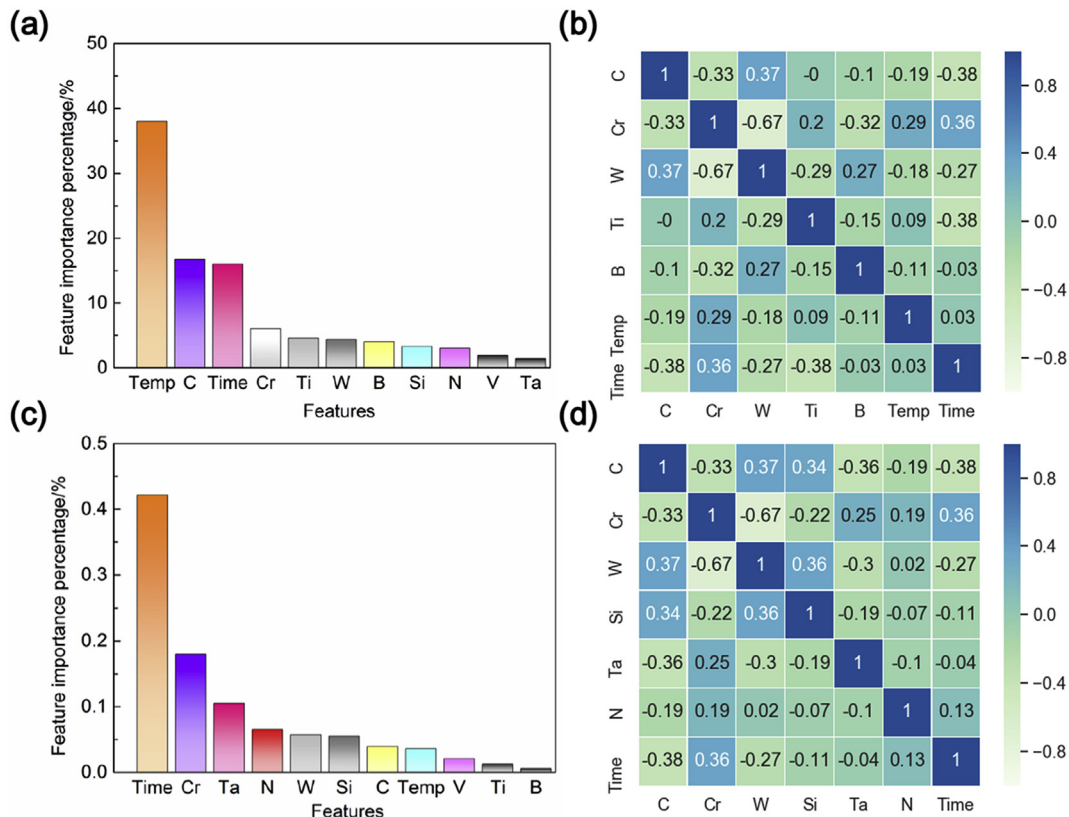 (a)
50
40
30
20
10
0
Feature importance percentage/%
Temp C Time Cr Ti W B Si N V Ta
Features
(b)
C 1 -0.33 0.37 -0 -0.1 -0.19 -0.38
Cr -0.33 1 -0.67 0.2 -0.32 0.29 0.36
W 0.37 -0.67 1 -0.29 0.27 -0.18 -0.27
Ti -0 0.2 -0.29 1 -0.15 0.09 -0.38
B -0.1 -0.32 0.27 -0.15 1 -0.11 -0.03
Temp -0.19 0.29 -0.18 0.09 -0.11 1 0.03
Time -0.38 0.36 -0.27 -0.38 -0.03 0.03 1
C Cr W Ti B Temp Time
0.8
0.4
0.0
−0.4
−0.8
(c)
0.5
0.4
0.3
0.2
0.1
0.0
Feature importance percentage/%
Time Cr Ta N W Si C Temp V Ti B
Features
(d)
C 1 -0.33 0.37 0.34 -0.36 -0.19 -0.38
Cr -0.33 1 -0.67 -0.22 0.25 0.19 0.36
W 0.37 -0.67 1 0.36 -0.3 0.02 -0.27
Si 0.34 -0.22 0.36 1 -0.19 -0.07 -0.11
Ta -0.36 0.25 -0.3 -0.19 1 -0.1 -0.04
N -0.19 0.19 0.02 -0.07 -0.1 1 0.13
Time -0.38 0.36 -0.27 -0.11 -0.04 0.13 1
C Cr W Si Ta N Time
0.8
0.4
0.0
−0.4
−0.8